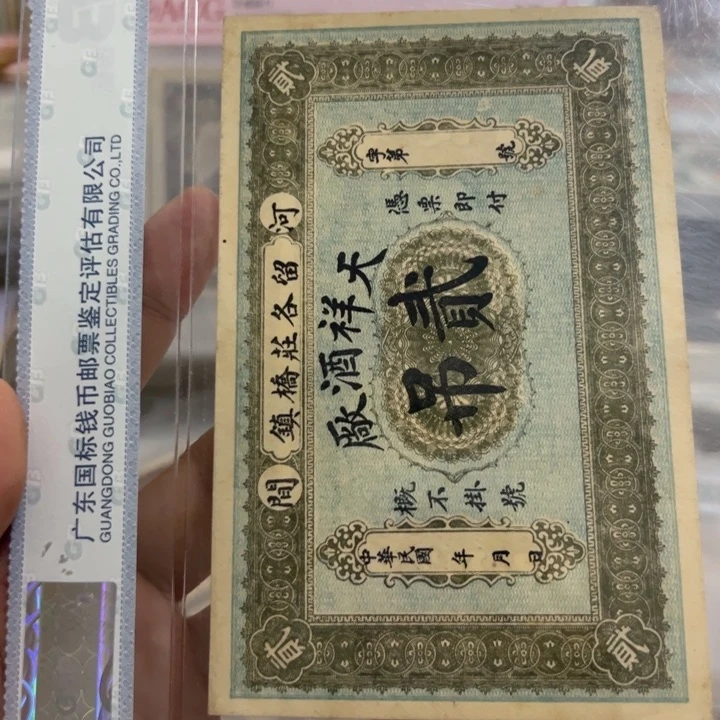 广东国标钱币邮票鉴定评估有限公司
GUANGDONG GUOBIAO COLLECTIBLES GRADING CO.,LTD
貳
貳
河間
留各莊橋鎮
天祥酒廠
字第 號
憑票即付
貳吊
概不掛號
中華民國 年 月 日
貳
貳